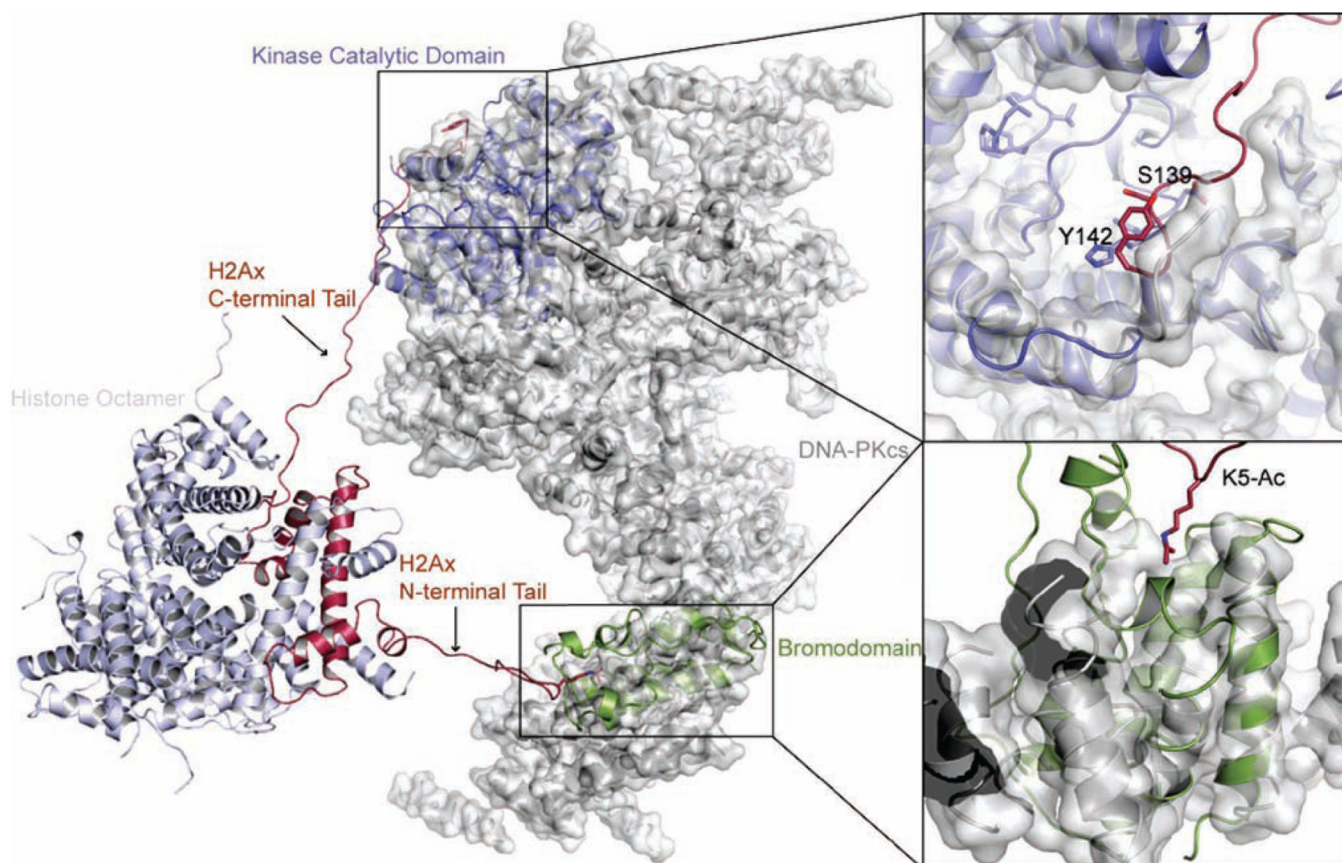 Kinase Catalytic Domain
S139
Y142
H2Ax
C-terminal Tail
Histone Octamer
DNA-PKcs
K5-Ac
H2Ax
N-terminal Tail
Bromodomain